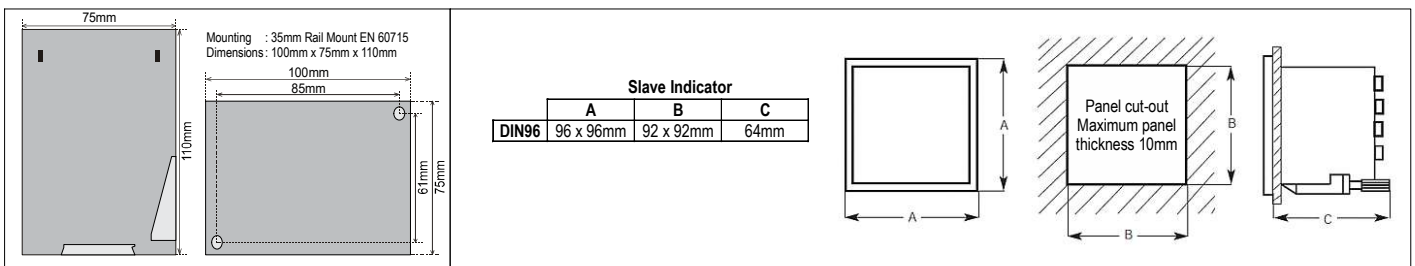 75mm
110mm
Mounting : 35mm Rail Mount EN 60715
Dimensions : 100mm x 75mm x 110mm
100mm
85mm
61mm
75mm
Slave Indicator
A B C
DIN96 96 x 96mm 92 x 92mm 64mm
A
A
Panel cut-out
Maximum panel
thickness 10mm
B
B
C